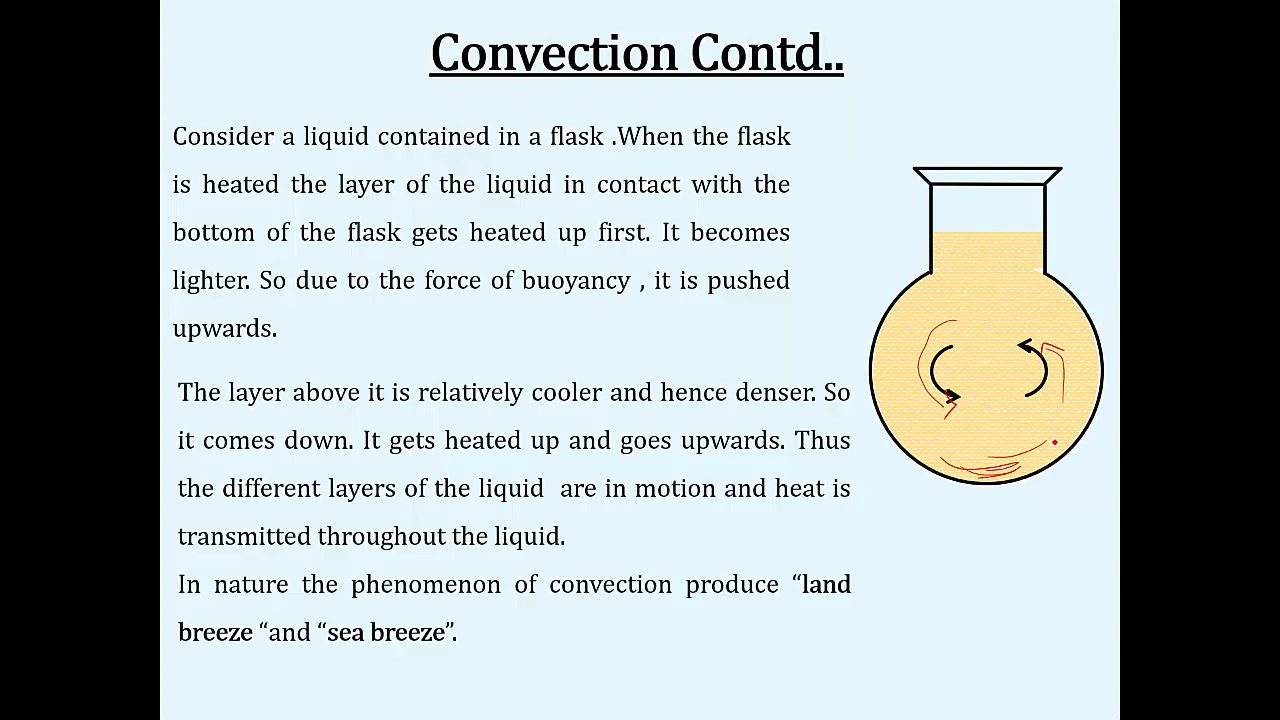 Convection Contd..
Consider a liquid contained in a flask .When the flask
is heated the layer of the liquid in contact with the
bottom of the flask gets heated up first. It becomes
lighter. So due to the force of buoyancy , it is pushed
upwards.
The layer above it is relatively cooler and hence denser. So
it comes down. It gets heated up and goes upwards. Thus
the different layers of the liquid are in motion and heat is
transmitted throughout the liquid.
In nature the phenomenon of convection produce “land
breeze “and “sea breeze”.